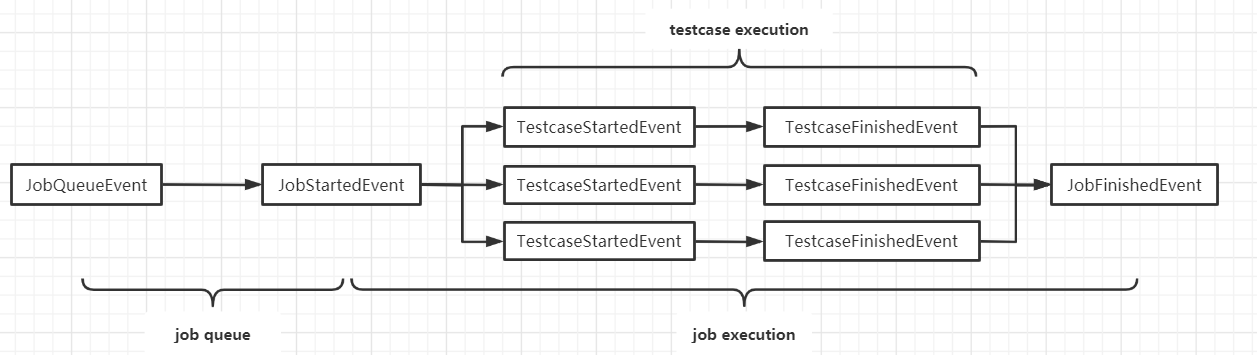 testcase execution
TestcaseStartedEvent
TestcaseFinishedEvent
JobQueueEvent
JobStartedEvent
TestcaseStartedEvent
TestcaseFinishedEvent
JobFinishedEvent
TestcaseStartedEvent
TestcaseFinishedEvent
job queue
job execution